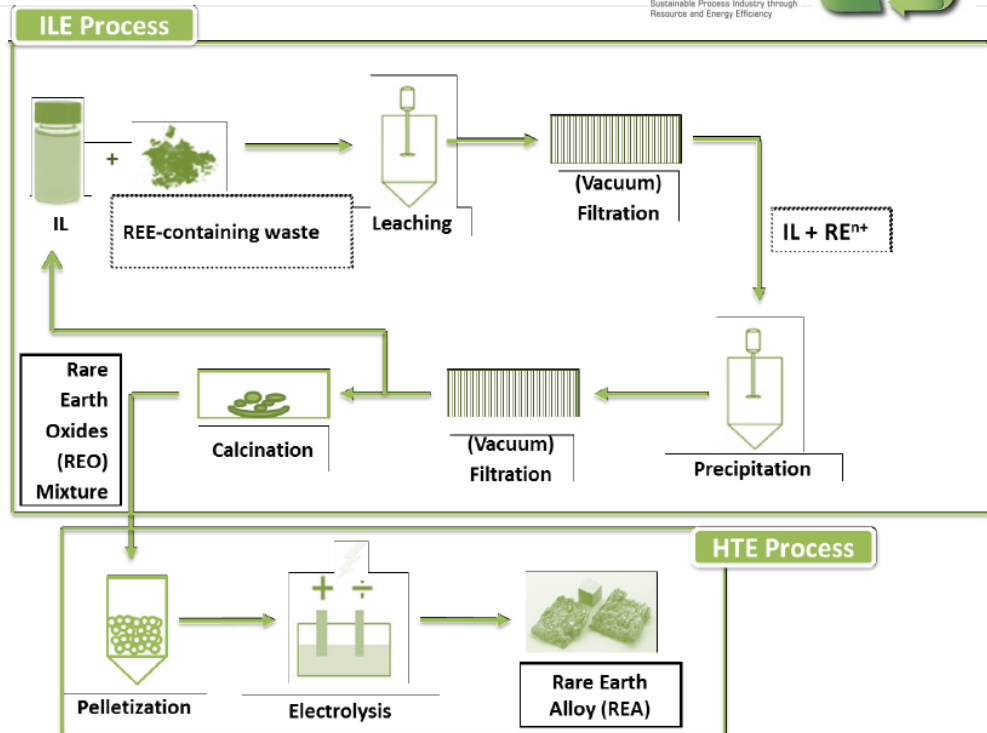 Sustainable Process Industry through
Resource and Energy Efficiency
ILE Process
+
IL
REE-containing waste
Leaching
(Vacuum)
Filtration
IL + REⁿ⁺
Rare
Earth
Oxides
(REO)
Mixture
Calcination
(Vacuum)
Filtration
Precipitation
HTE Process
+ ÷
Pelletization
Electrolysis
Rare Earth
Alloy (REA)